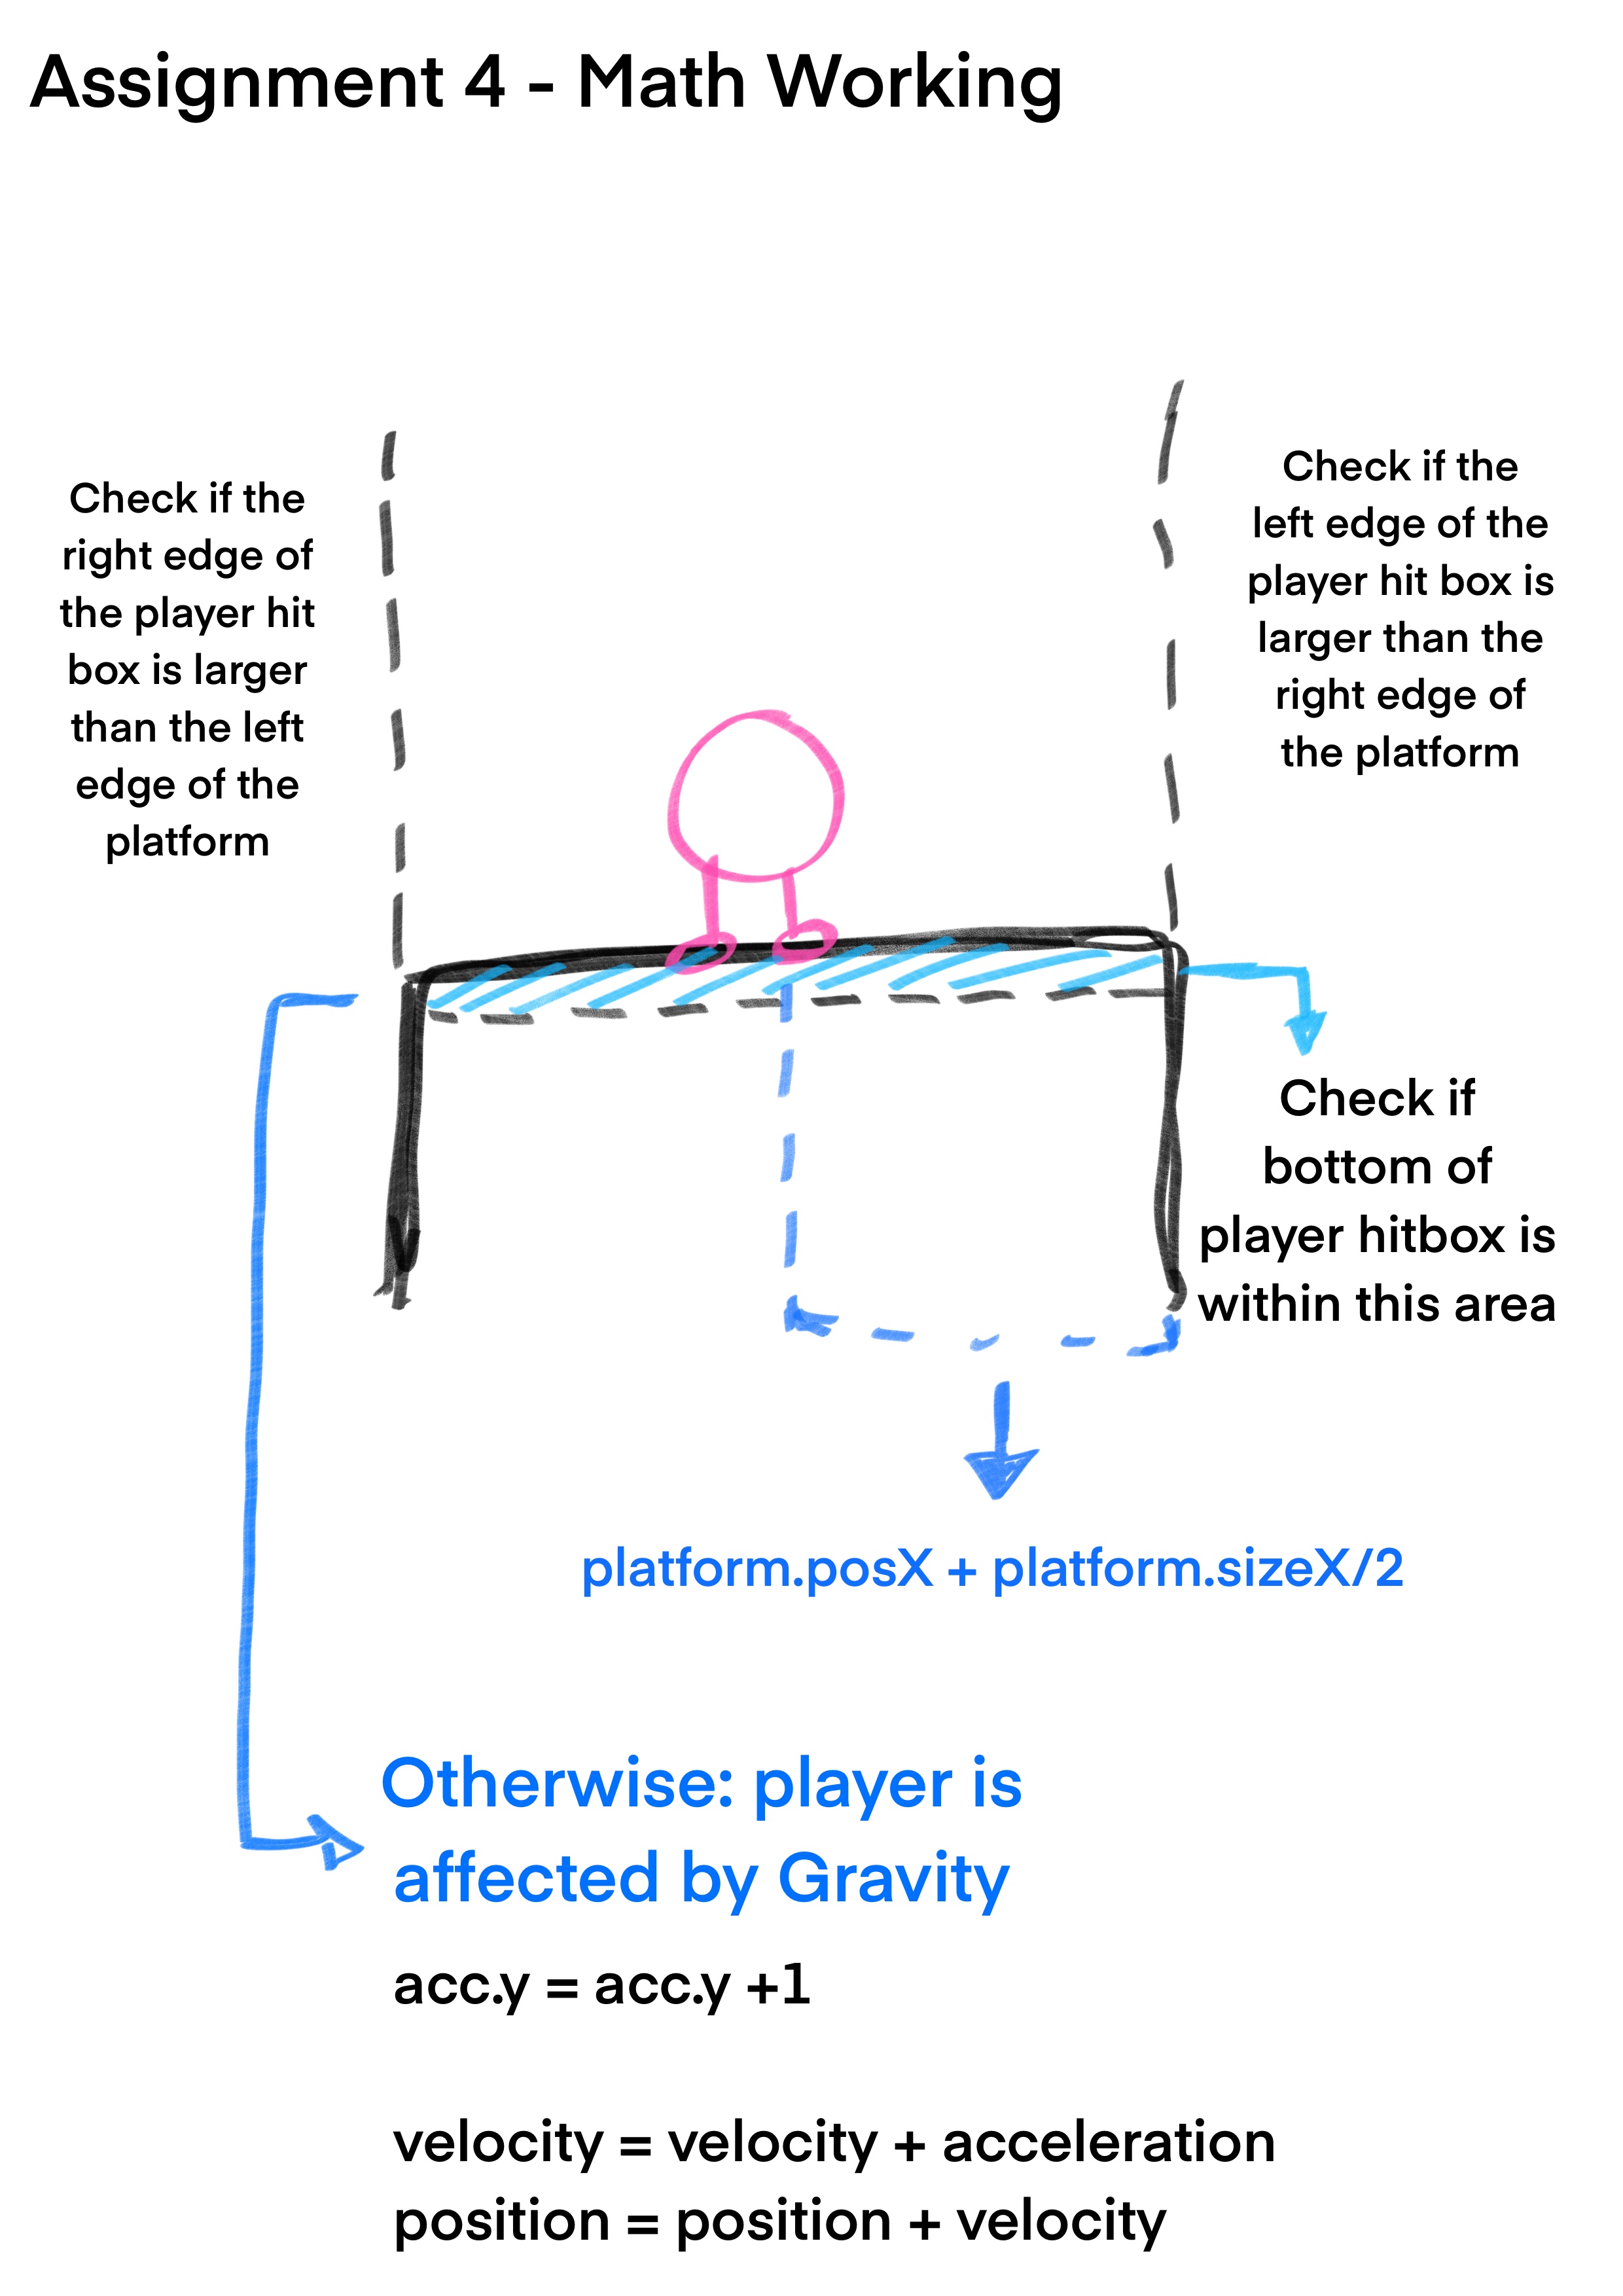 Assignment 4 - Math Working
Check if the
right edge of
the player hit
box is larger
than the left
edge of the
platform
Check if the
left edge of the
player hit box is
larger than the
right edge of
the platform
Check if
bottom of
player hitbox is
within this area
platform.posX + platform.sizeX/2
Otherwise: player is
affected by Gravity
acc.y = acc.y +1
velocity = velocity + acceleration
position = position + velocity